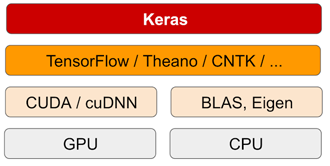 Keras
TensorFlow / Theano / CNTK / ...
CUDA / cuDNN
BLAS, Eigen
GPU
CPU